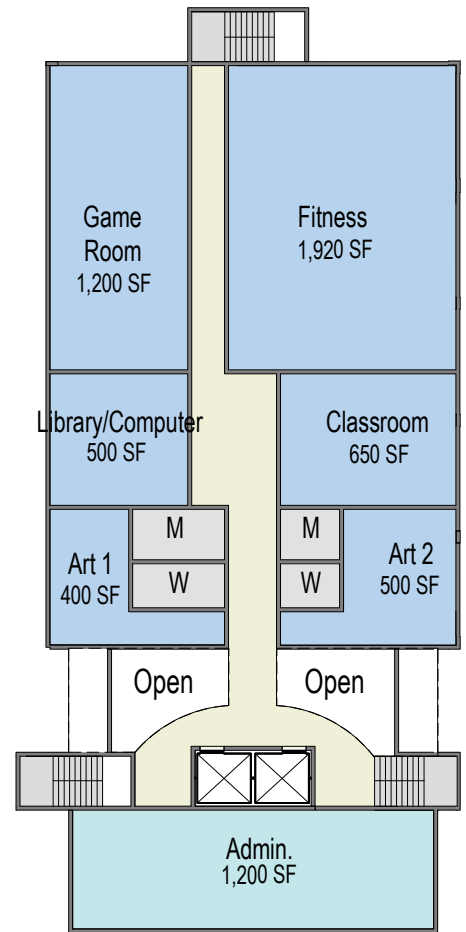 Game
Room
1,200 SF
Fitness
1,920 SF
Library/Computer
500 SF
Classroom
650 SF
Art 1
400 SF
M
W
M
W
Art 2
500 SF
Open
Open
Admin.
1,200 SF